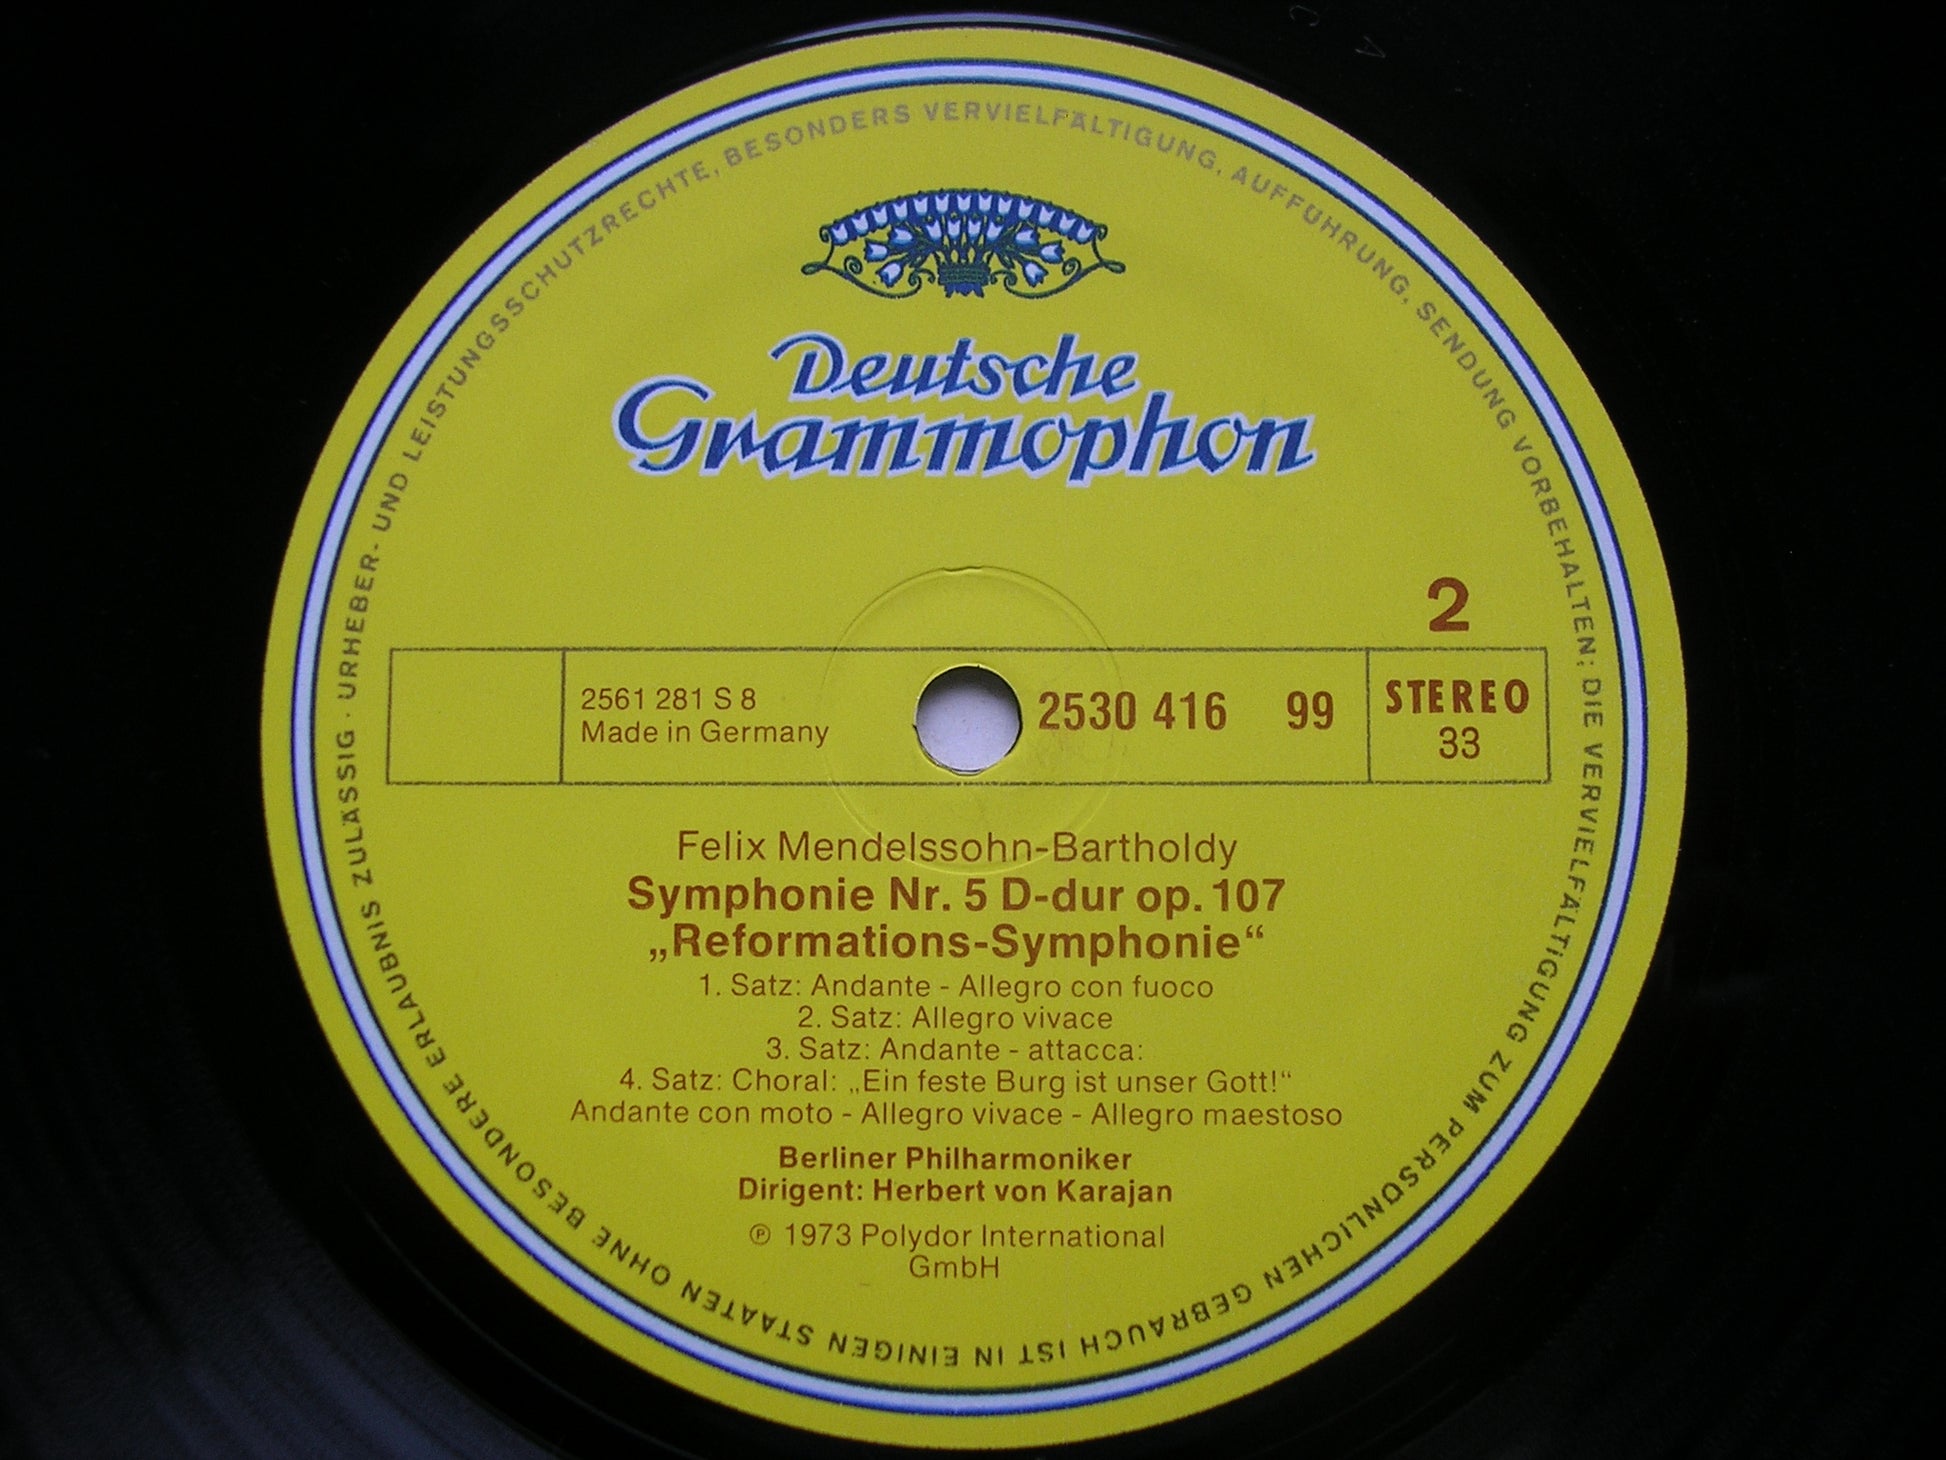 URHEBER- UND LEISTUNGSSCHUTZRECHTE, BESONDERS VERVIELFÄLTIGUNG, AUFFÜHRUNG, SENDUNG VORBEHALTEN: DIE VERVIELFÄLTIGUNG ZUM PERSÖNLICHEN GEBRAUCH IST IN EINIGEN STAATEN OHNE BESONDERE ERLAUBNIS ZULÄSSIG ·
Deutsche
Grammophon
2
2561 281 S 8
Made in Germany
2530 416 99
STEREO
33
Felix Mendelssohn-Bartholdy
Symphonie Nr. 5 D-dur op. 107
„Reformations-Symphonie“
1. Satz: Andante - Allegro con fuoco
2. Satz: Allegro vivace
3. Satz: Andante - attacca:
4. Satz: Choral: „Ein feste Burg ist unser Gott!“
Andante con moto - Allegro vivace - Allegro maestoso
Berliner Philharmoniker
Dirigent: Herbert von Karajan
℗ 1973 Polydor International
GmbH